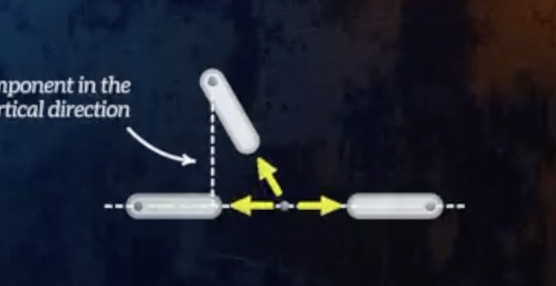 mponent in the
rtical direction